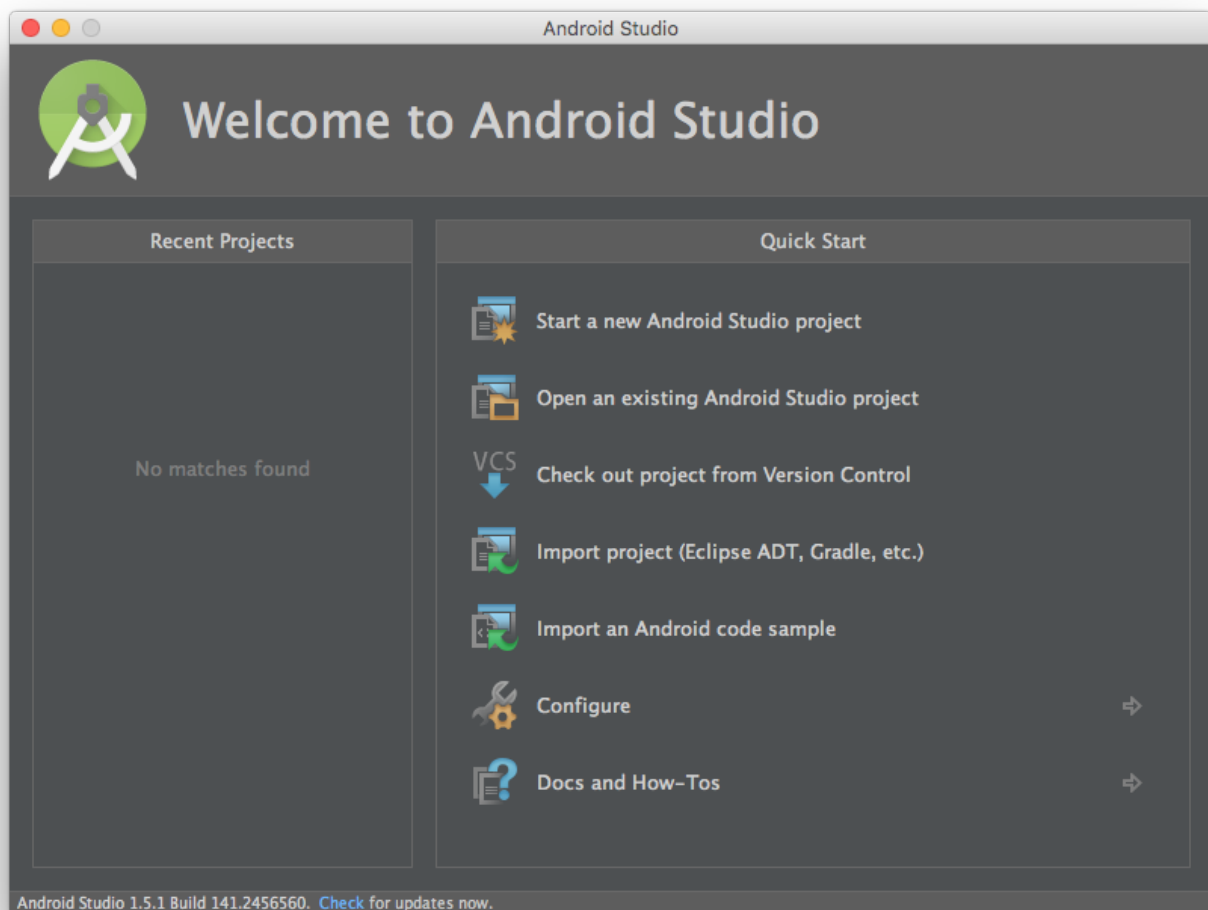 Android Studio
Welcome to Android Studio
Recent Projects
No matches found
Quick Start
Start a new Android Studio project
Open an existing Android Studio project
VCS
Check out project from Version Control
Import project (Eclipse ADT, Gradle, etc.)
Import an Android code sample
Configure
Docs and How-Tos
Android Studio 1.5.1 Build 141.2456560. Check for updates now.